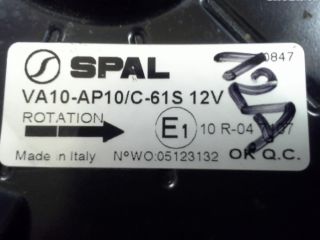 SPAL
0847
VA10-AP10/C-61S 12V
ROTATION
E1 10 R-04
Made in Italy N°WO:05123132 OK Q.C.